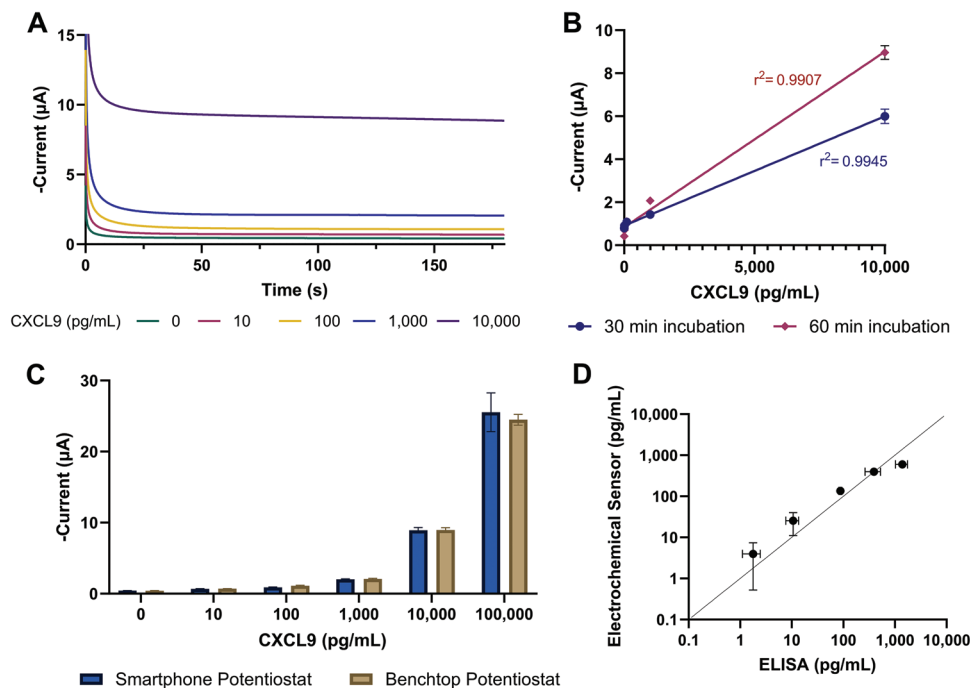 A
-Current (µA)
15
10
5
0
0
50
100
150
Time (s)
CXCL9 (pg/mL)
0
10
100
1,000
10,000
B
-Current (µA)
10
8
6
4
2
0
r²= 0.9907
r²= 0.9945
0
5,000
10,000
CXCL9 (pg/mL)
30 min incubation
60 min incubation
C
-Current (µA)
30
20
10
0
0
10
100
1,000
10,000
100,000
CXCL9 (pg/mL)
Smartphone Potentiostat
Benchtop Potentiostat
D
Electrochemical Sensor (pg/mL)
10,000
1,000
100
10
1
0.1
0.1
1
10
100
1,000
10,000
ELISA (pg/mL)